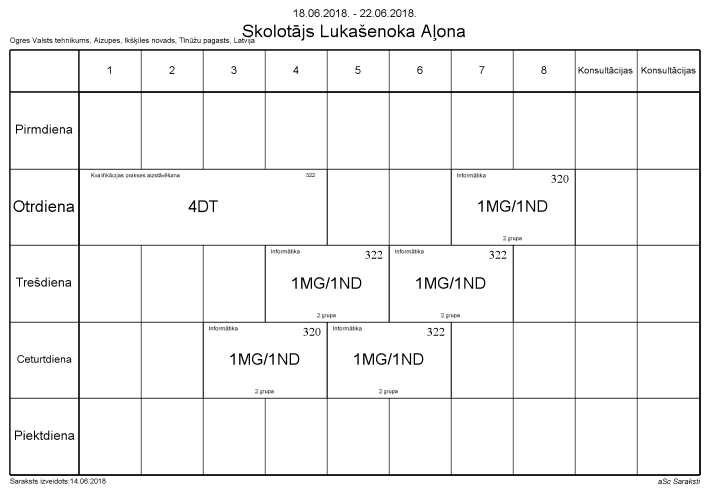 18.06.2018. - 22.06.2018.
Skolotājs Lukašenoka Aļona
Ogres Valsts tehnikums, Aizupes, Ikšķiles novads, Tīnūžu pagasts, Latvija
1 2 3 4 5 6 7 8 Konsultācijas Konsultācijas
Pirmdiena
Kvalifikācijas prakses aizstāvēšana 322 Informātika 320
Otrdiena 4DT 1MG/1ND
2.grupa
Informātika 322 Informātika 322
Trešdiena 1MG/1ND 1MG/1ND
2.grupa 2.grupa
Informātika 320 Informātika 322
Ceturtdiena 1MG/1ND 1MG/1ND
2.grupa 2.grupa
Piektdiena
Saraksts izveidots:14.06.2018 aSc Saraksti